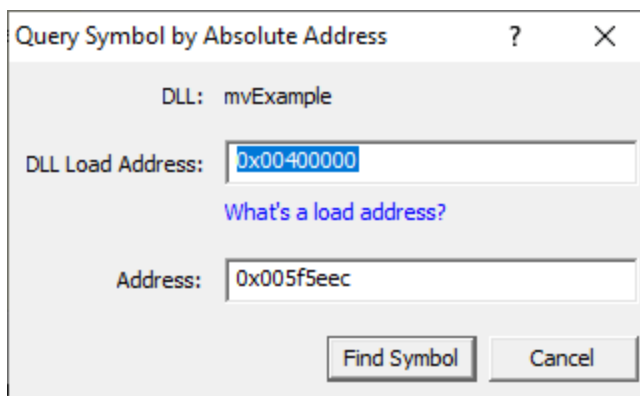 Query Symbol by Absolute Address ?
DLL: mvExample
DLL Load Address: 0x00400000
What's a load address?
Address: 0x005f5eec
Find Symbol Cancel